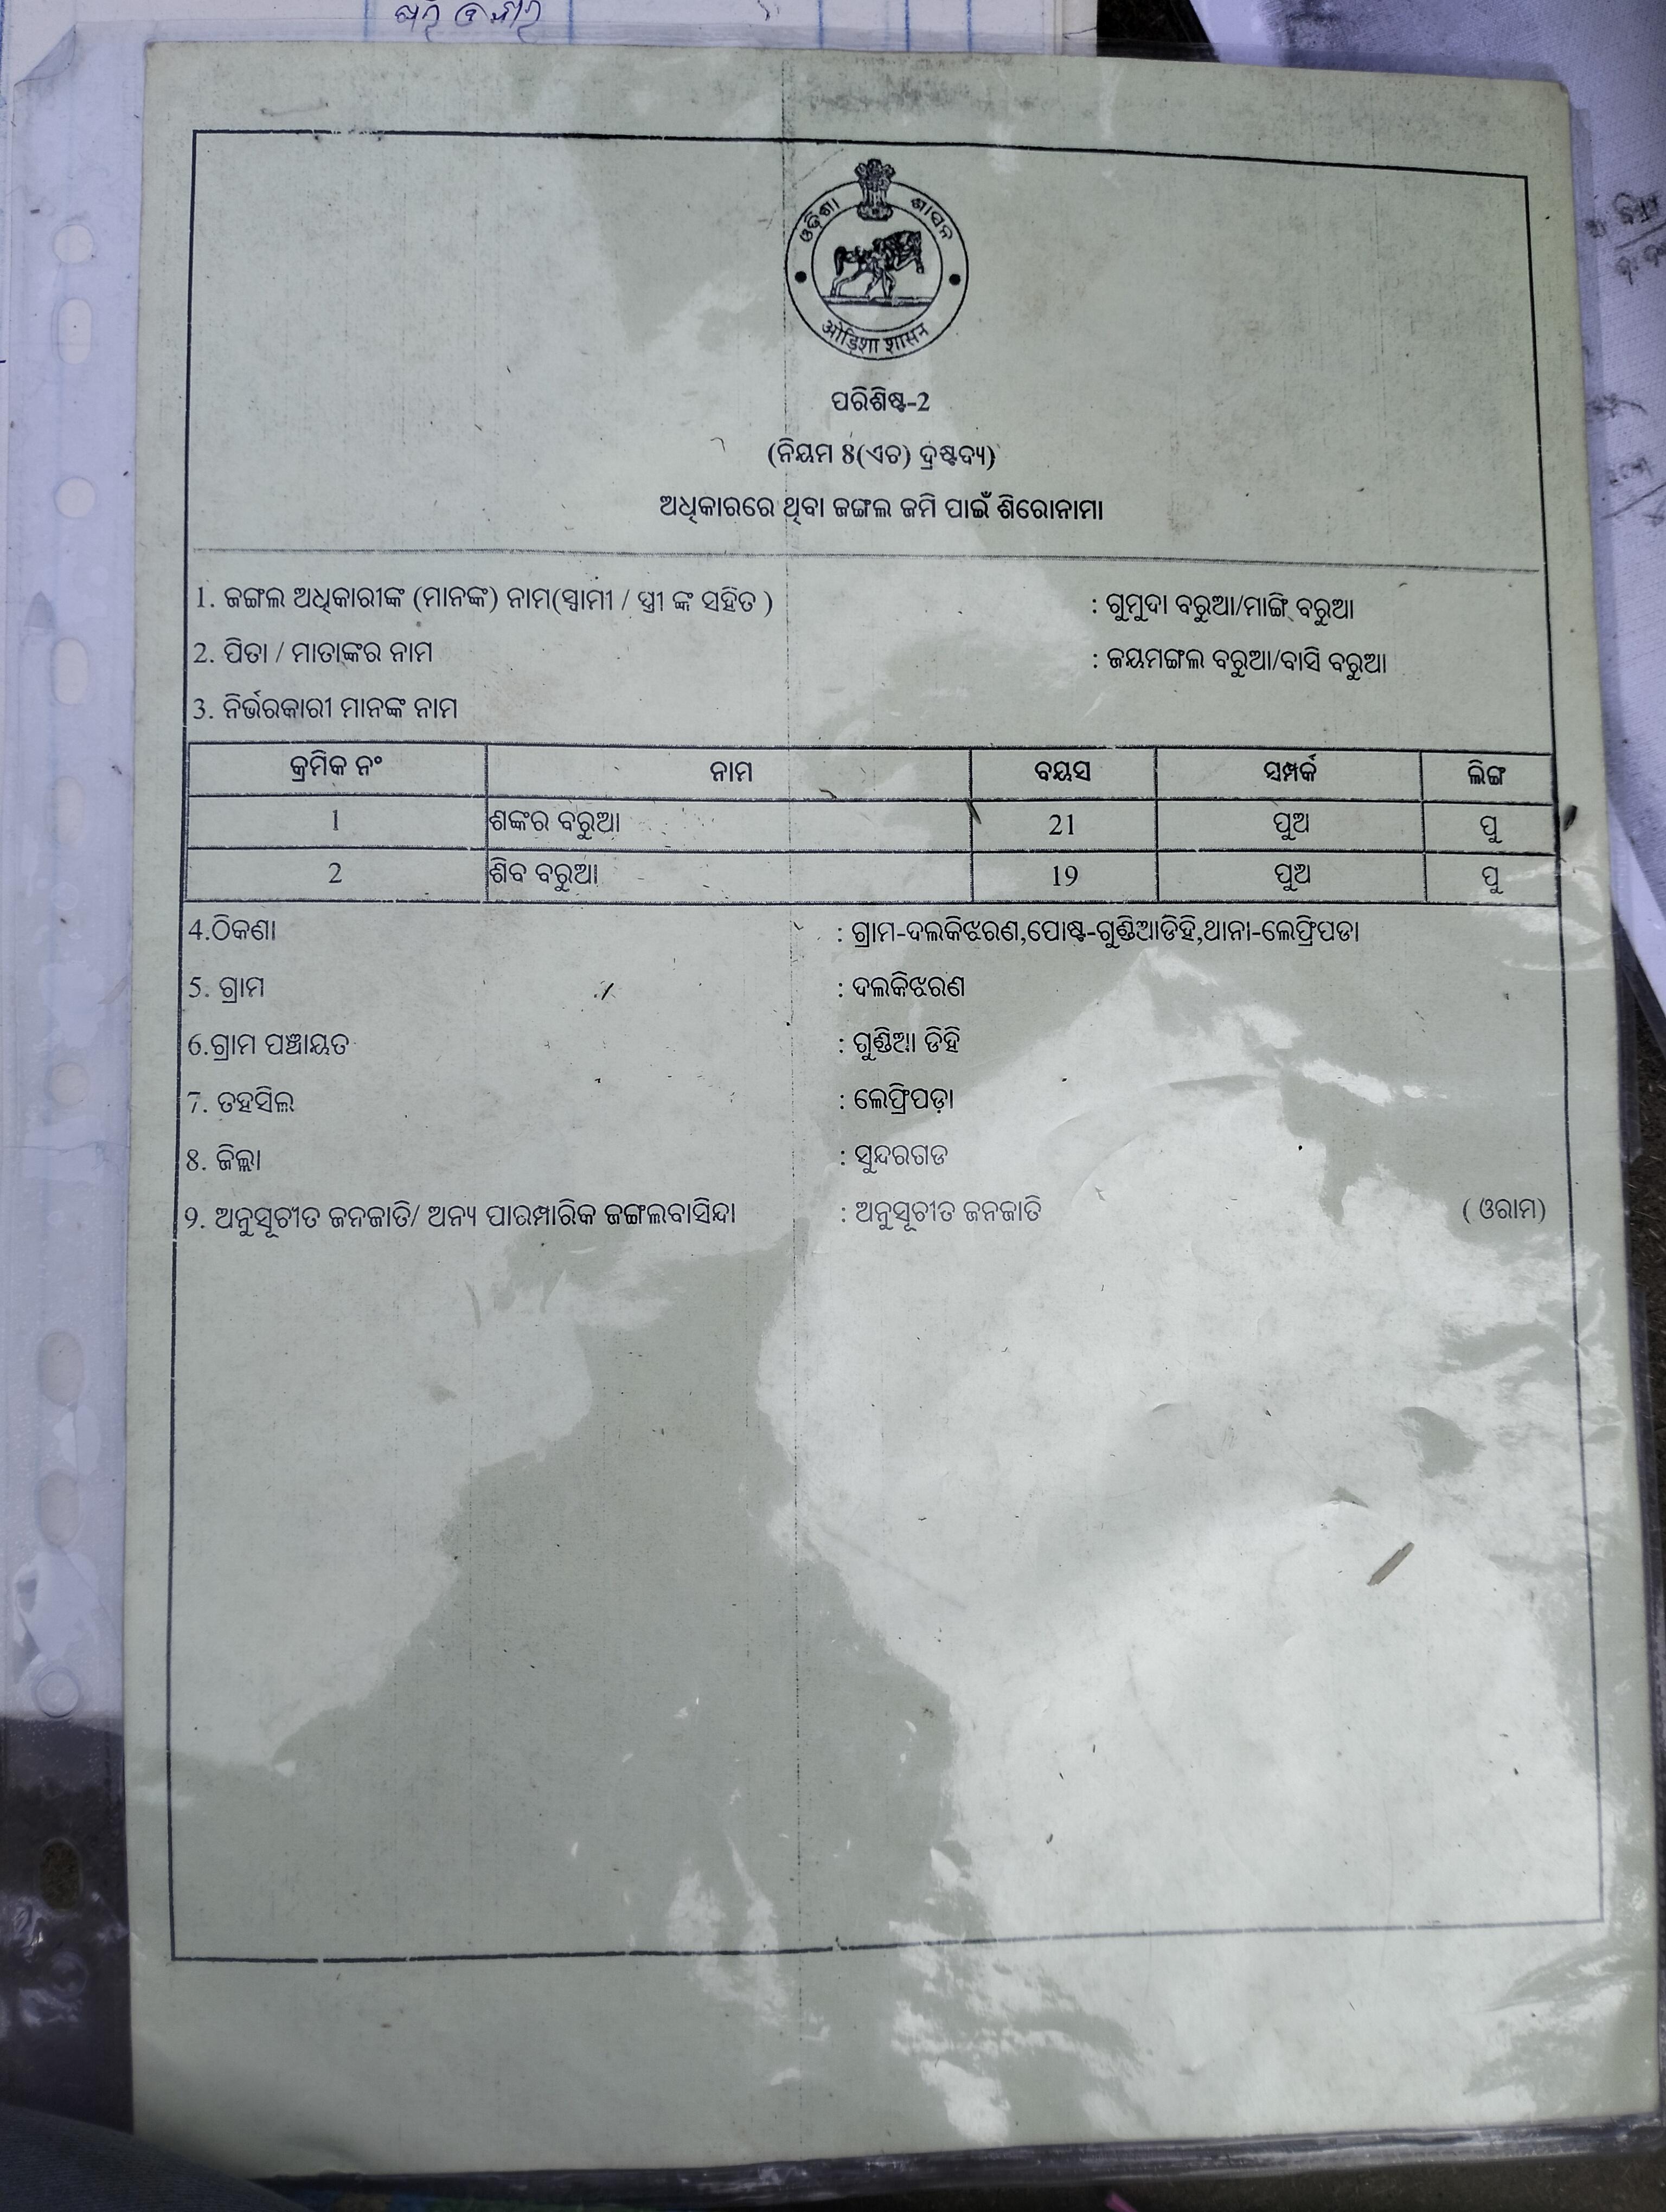 ଓଡ଼ିଶା ଶାସନ
ओड़िशा शासन
ପରିଶିଷ୍ଟ-2
(ନିୟମ 8(ଏଚ) ଦ୍ରଷ୍ଟବ୍ୟ)
ଅଧିକାରରେ ଥିବା ଜଙ୍ଗଲ ଜମି ପାଇଁ ଶିରୋନାମା
1. ଜଙ୍ଗଲ ଅଧିକାରୀଙ୍କ (ମାନଙ୍କ) ନାମ(ସ୍ୱାମୀ / ସ୍ତ୍ରୀ ଙ୍କ ସହିତ ) : ଗୁମୁଦା ବରୁଆ/ମାଙ୍ଗି ବରୁଆ
2. ପିତା / ମାତାଙ୍କର ନାମ : ଜୟମଙ୍ଗଲ ବରୁଆ/ବାସି ବରୁଆ
3. ନିର୍ଭରକାରୀ ମାନଙ୍କ ନାମ
କ୍ରମିକ ନଂ ନାମ ବୟସ ସମ୍ପର୍କ ଲିଙ୍ଗ
1 ଶଙ୍କର ବରୁଆ 21 ପୁଅ ପୁ
2 ଶିବ ବରୁଆ 19 ପୁଅ ପୁ
4.ଠିକଣା : ଗ୍ରାମ-ଦଲକିଝରଣ,ପୋଷ୍ଟ-ଗୁଣ୍ଡିଆଡିହି,ଥାନା-ଲେଫ୍ରିପଡା
5. ଗ୍ରାମ : ଦଲକିଝରଣ
6.ଗ୍ରାମ ପଞ୍ଚାୟତ : ଗୁଣ୍ଡିଆ ଡିହି
7. ତହସିଲ : ଲେଫ୍ରିପଡ଼ା
8. ଜିଲ୍ଲା : ସୁନ୍ଦରଗଡ
9. ଅନୁସୂଚୀତ ଜନଜାତି/ ଅନ୍ୟ ପାରମ୍ପାରିକ ଜଙ୍ଗଲବାସିନ୍ଦା : ଅନୁସୂଚୀତ ଜନଜାତି ( ଓରାମ)